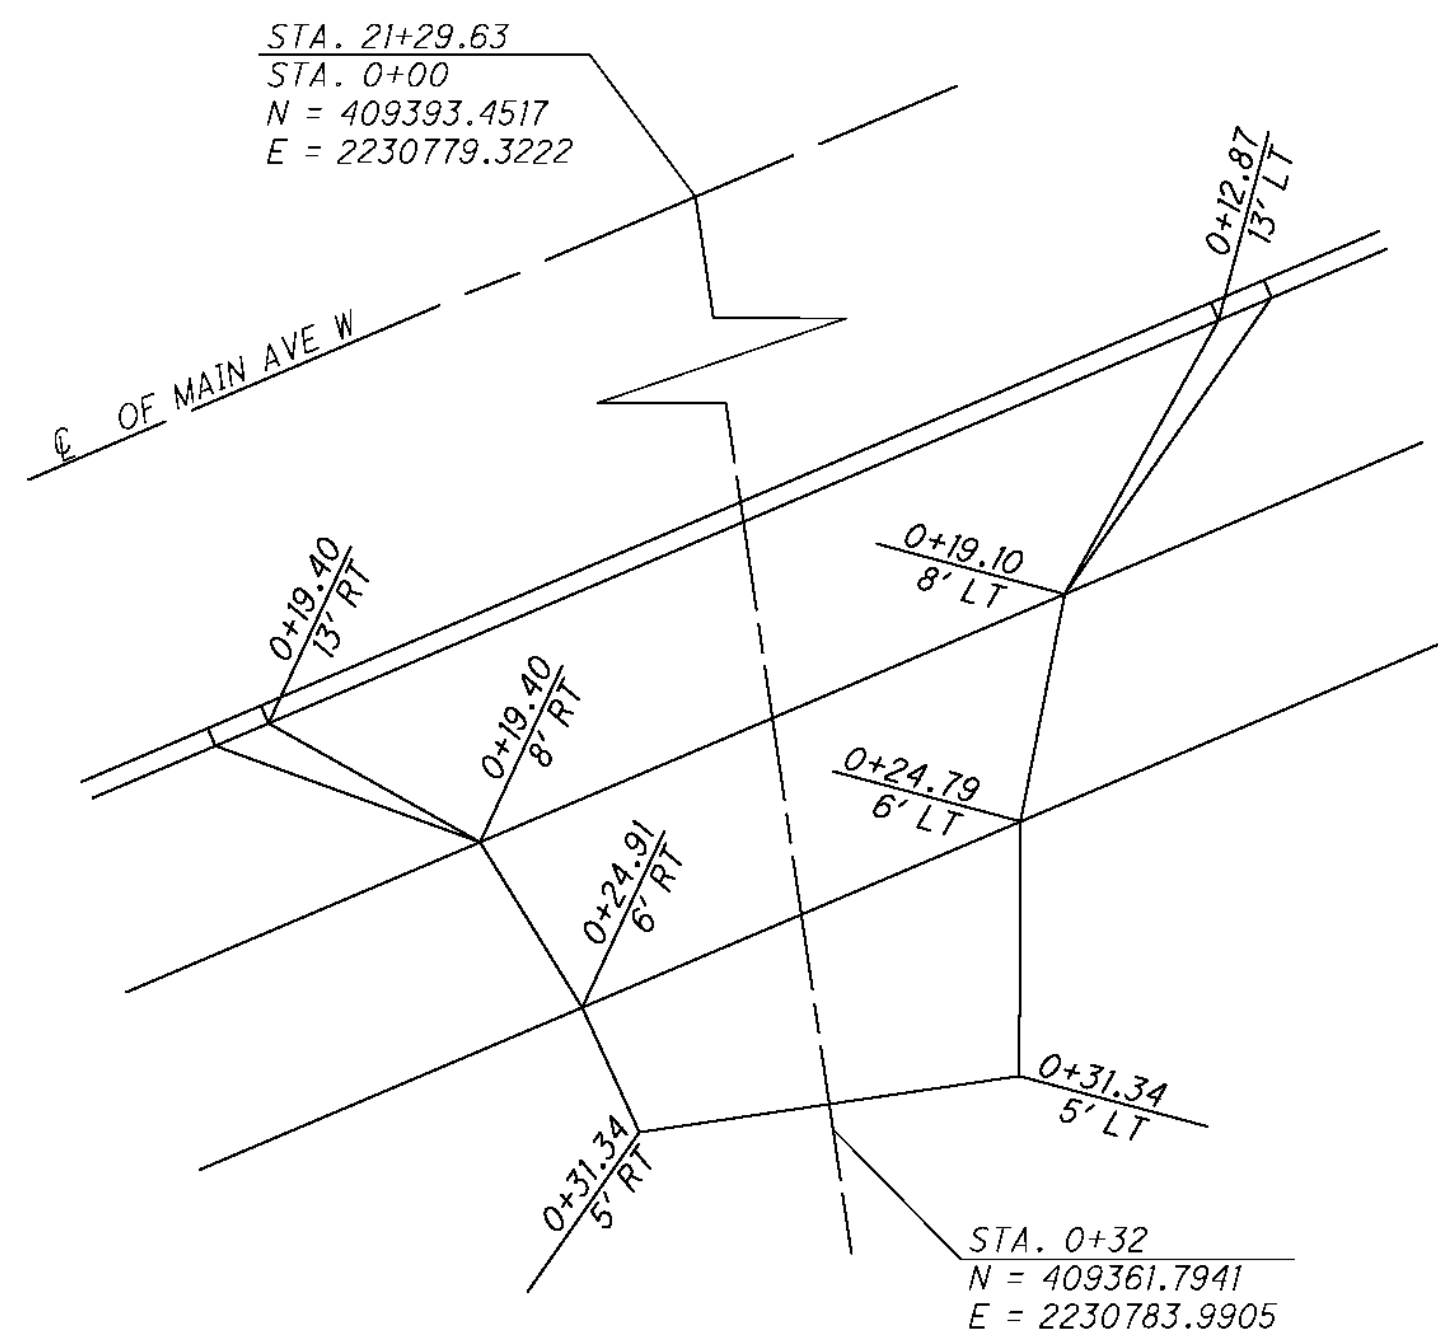 STA. 21+29.63
STA. 0+00
N = 409393.4517
E = 2230779.3222
0+12.87
13' LT
℄ OF MAIN AVE W
0+19.40
13' RT
0+19.10
8' LT
0+19.40
8' RT
0+24.79
6' LT
0+24.91
6' RT
0+31.34
5' LT
0+31.34
5' RT
STA. 0+32
N = 409361.7941
E = 2230783.9905